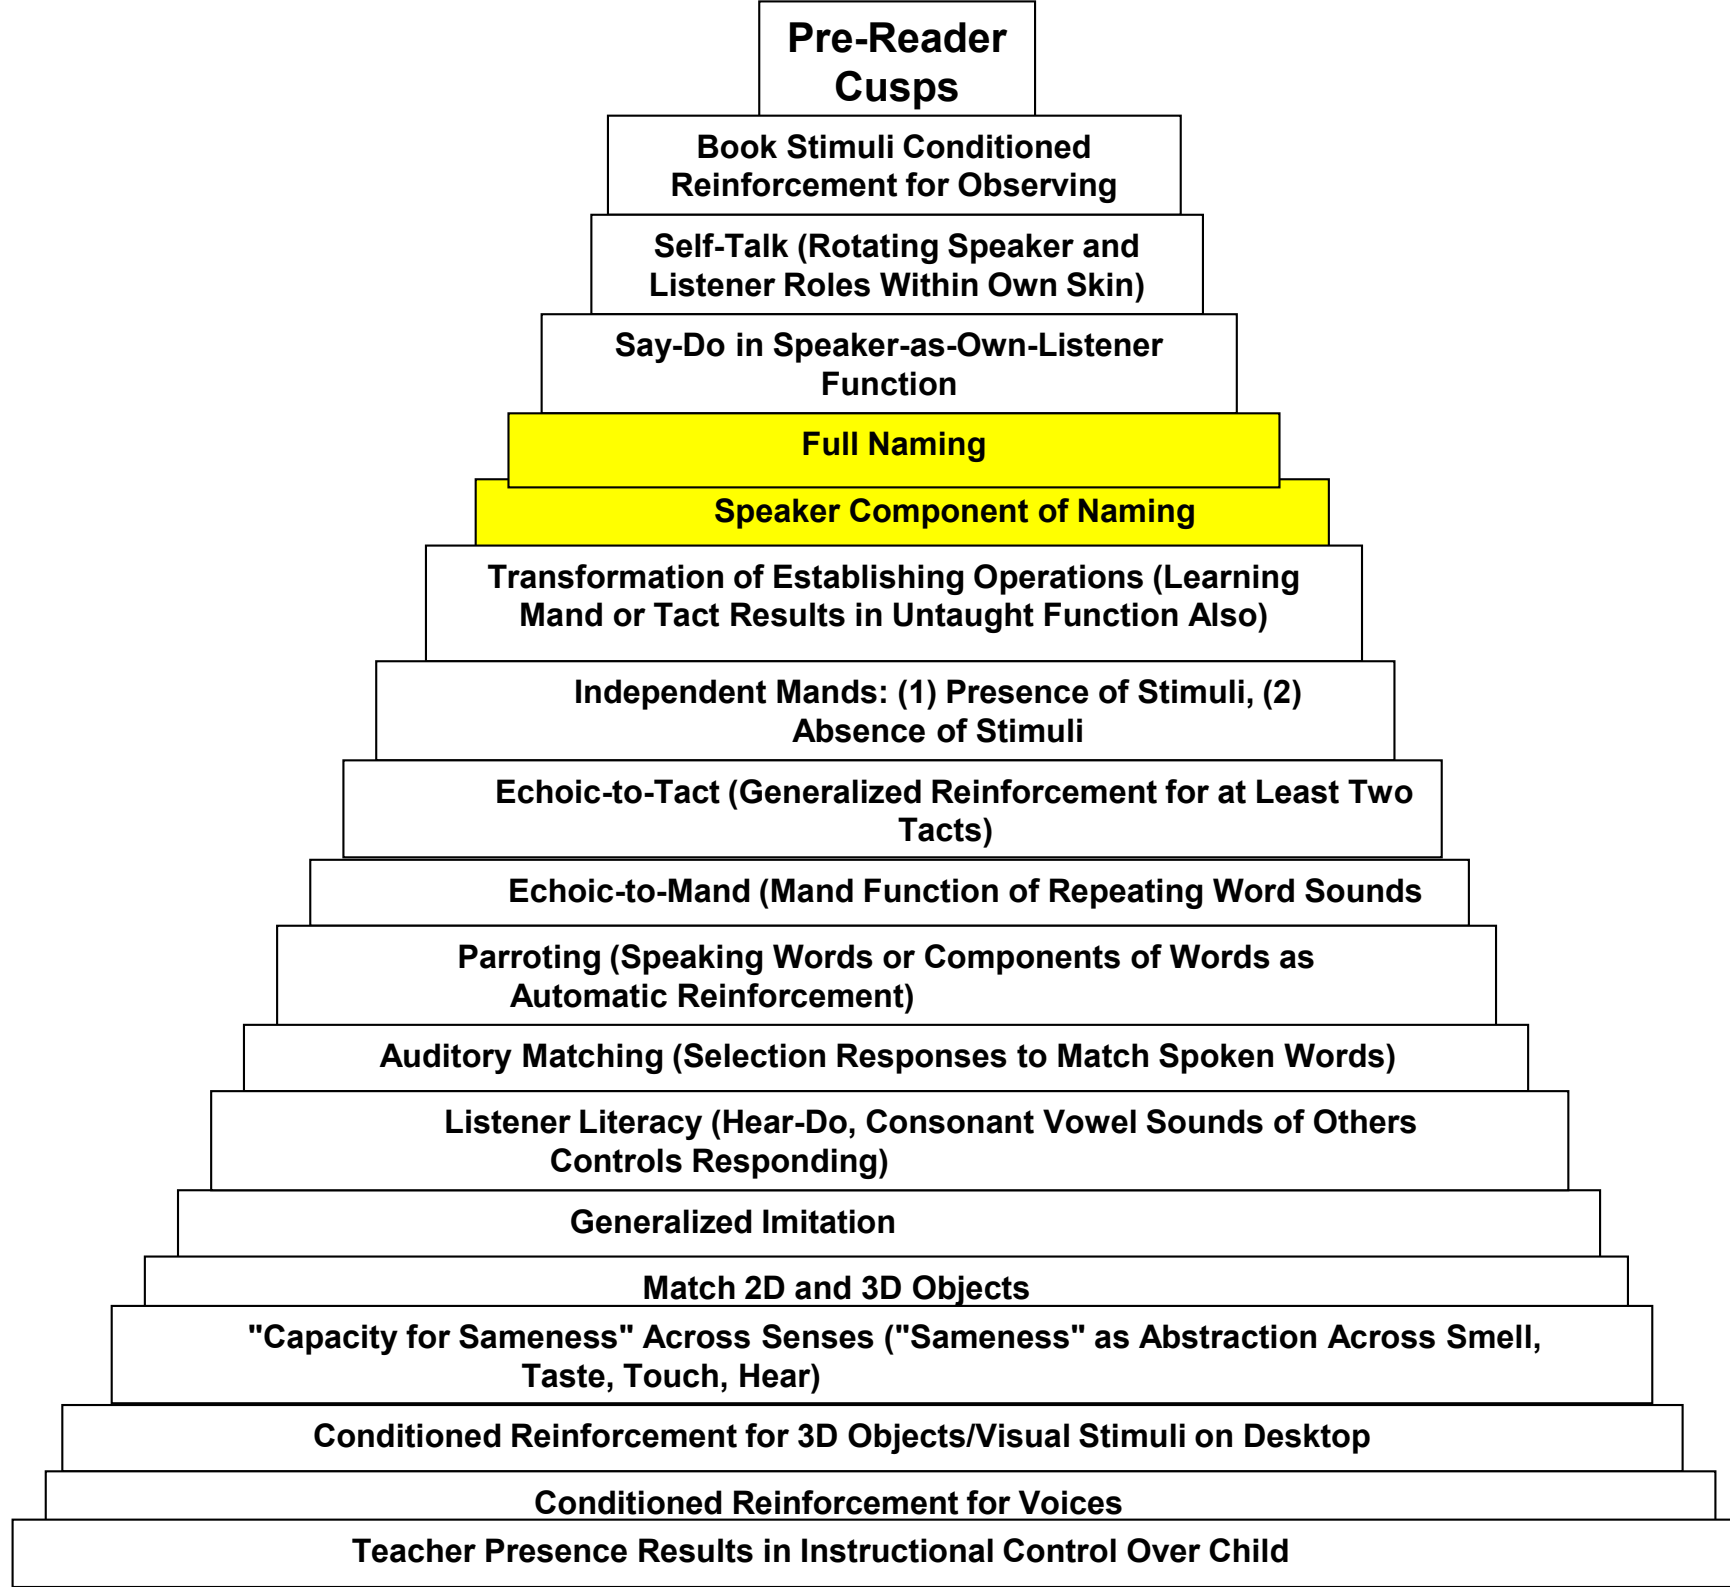 Pre-Reader
Cusps
Book Stimuli Conditioned
Reinforcement for Observing
Self-Talk (Rotating Speaker and
Listener Roles Within Own Skin)
Say-Do in Speaker-as-Own-Listener
Function
Full Naming
Speaker Component of Naming
Transformation of Establishing Operations (Learning
Mand or Tact Results in Untaught Function Also)
Independent Mands: (1) Presence of Stimuli, (2)
Absence of Stimuli
Echoic-to-Tact (Generalized Reinforcement for at Least Two
Tacts)
Echoic-to-Mand (Mand Function of Repeating Word Sounds
Parroting (Speaking Words or Components of Words as
Automatic Reinforcement)
Auditory Matching (Selection Responses to Match Spoken Words)
Listener Literacy (Hear-Do, Consonant Vowel Sounds of Others
Controls Responding)
Generalized Imitation
Match 2D and 3D Objects
"Capacity for Sameness" Across Senses ("Sameness" as Abstraction Across Smell,
Taste, Touch, Hear)
Conditioned Reinforcement for 3D Objects/Visual Stimuli on Desktop
Conditioned Reinforcement for Voices
Teacher Presence Results in Instructional Control Over Child